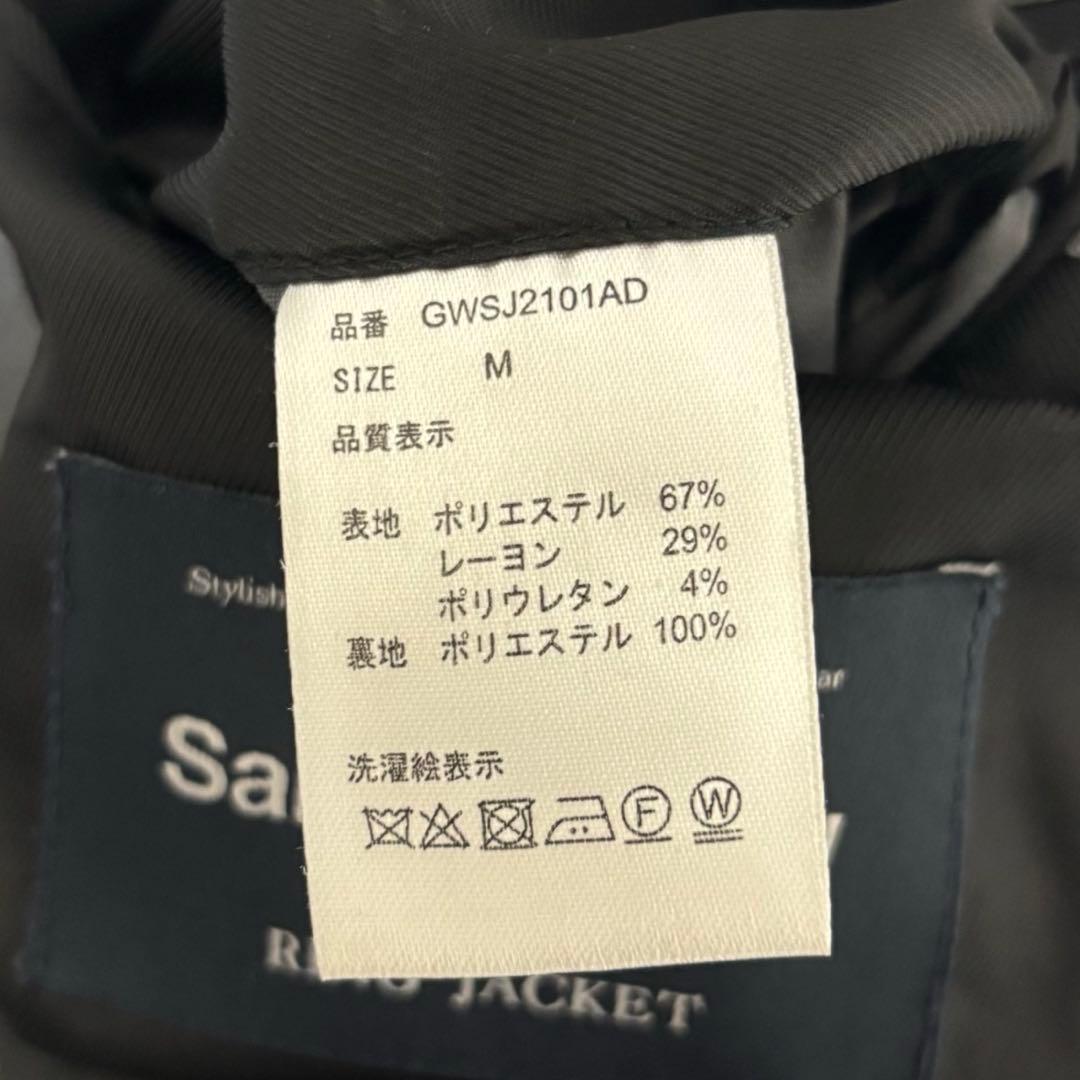 品番 GWSJ2101AD
SIZE M
品質表示
表地 ポリエステル 67%
レーヨン 29%
ポリウレタン 4%
裏地 ポリエステル 100%
洗濯絵表示
F W
Stylish
JACKET